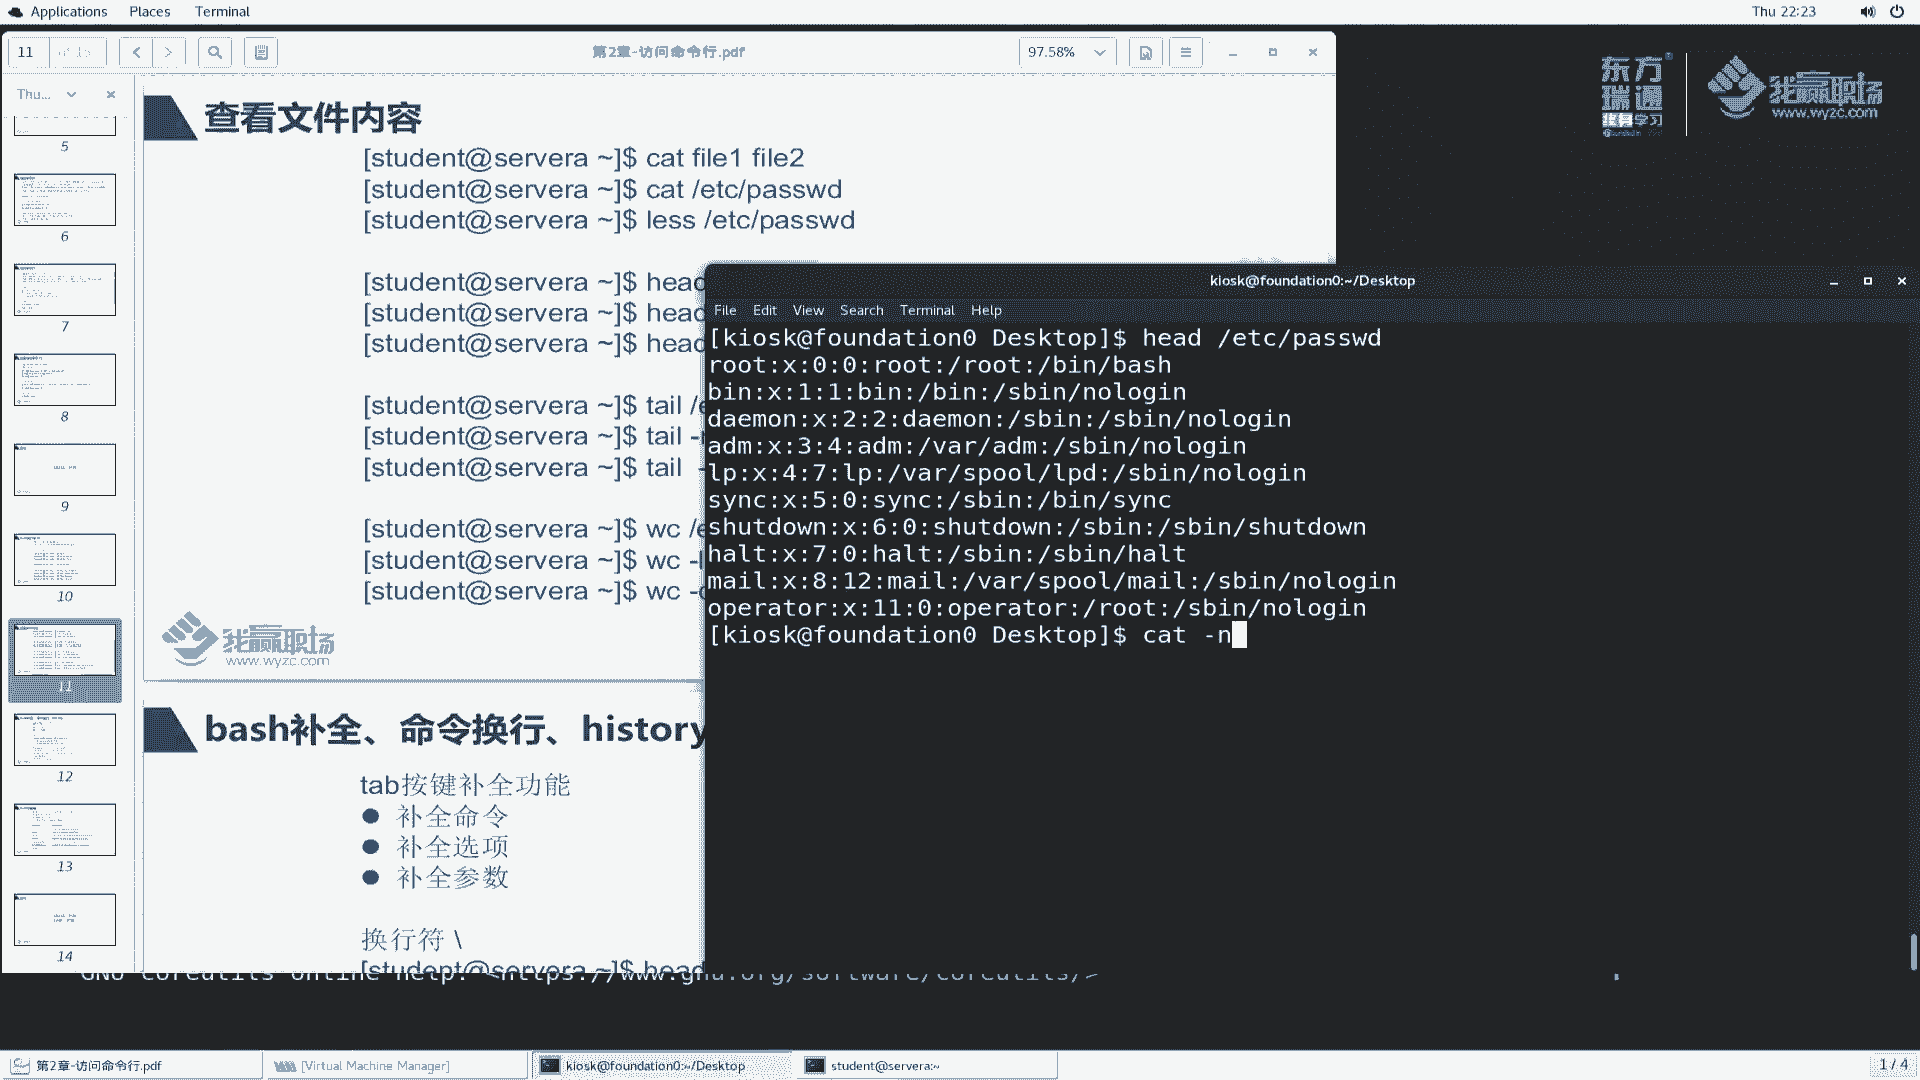 Applications Places Terminal
Thu 22:23
11
第2章-访问命令行.pdf
97.58%
Thu...
5
6
7
8
9
10
11
12
13
14
查看文件内容
[student@servera ~]$ cat file1 file2
[student@servera ~]$ cat /etc/passwd
[student@servera ~]$ less /etc/passwd
[student@servera ~]$ head
[student@servera ~]$ head
[student@servera ~]$ head
[student@servera ~]$ tail /e
[student@servera ~]$ tail -
[student@servera ~]$ tail -
[student@servera ~]$ wc /e
[student@servera ~]$ wc -l
[student@servera ~]$ wc -c
我赢职场
www.wyzc.com
bash补全、命令换行、history
tab按键补全功能
● 补全命令
● 补全选项
● 补全参数
换行符 \
[student@servera ~]$ head
东方
瑞通
终身学习
我赢职场
www.wyzc.com
kiosk@foundation0:~/Desktop
File Edit View Search Terminal Help
[kiosk@foundation0 Desktop]$ head /etc/passwd
root:x:0:0:root:/root:/bin/bash
bin:x:1:1:bin:/bin:/sbin/nologin
daemon:x:2:2:daemon:/sbin:/sbin/nologin
adm:x:3:4:adm:/var/adm:/sbin/nologin
lp:x:4:7:lp:/var/spool/lpd:/sbin/nologin
sync:x:5:0:sync:/sbin:/bin/sync
shutdown:x:6:0:shutdown:/sbin:/sbin/shutdown
halt:x:7:0:halt:/sbin:/sbin/halt
mail:x:8:12:mail:/var/spool/mail:/sbin/nologin
operator:x:11:0:operator:/root:/sbin/nologin
[kiosk@foundation0 Desktop]$ cat -n
GNU coreutils online help: <https://www.gnu.org/software/coreutils/>
第2章-访问命令行.pdf
[Virtual Machine Manager]
kiosk@foundation0:~/Desktop
student@servera:~
1 / 4